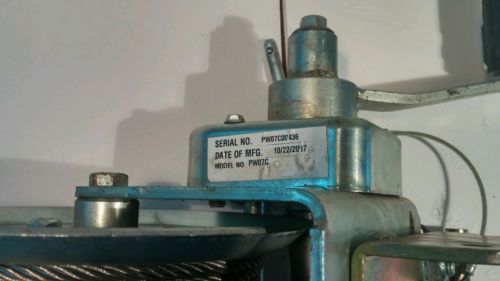 SERIAL NO. PW07C00436
DATE OF MFG. 10/22/2017
MODEL NO. PW07C